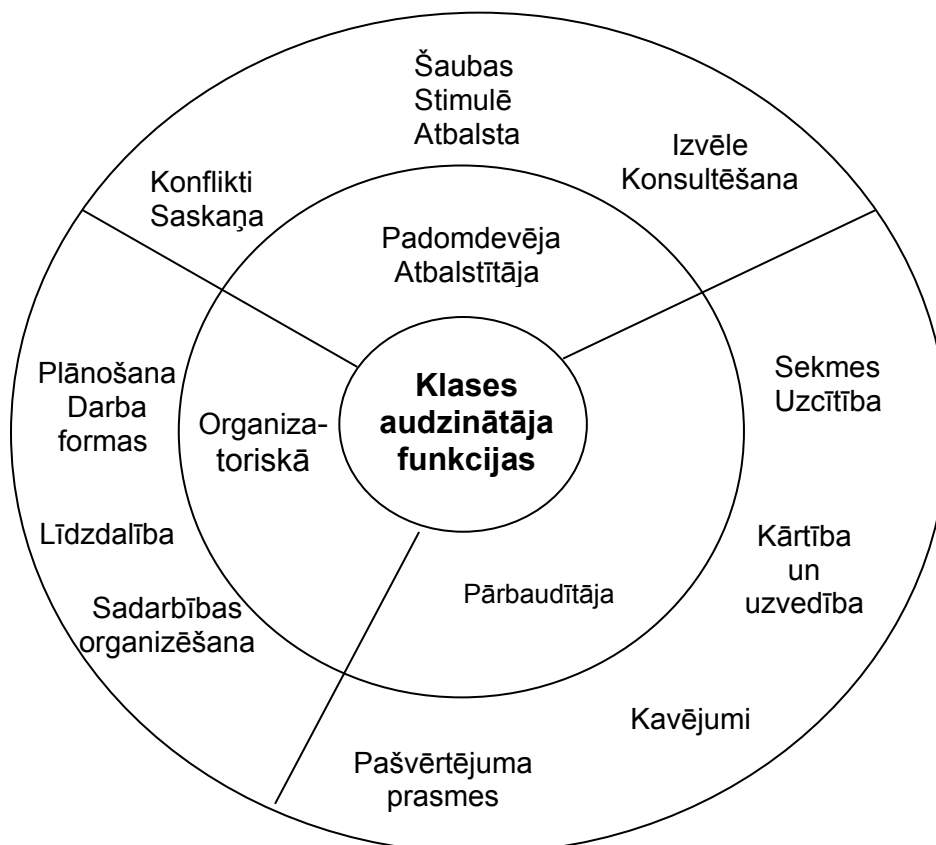 Šaubas
Stimulē
Atbalsta
Izvēle
Konsultēšana
Konflikti
Saskaņa
Padomdevēja
Atbalstītāja
Klases
audzinātāja
funkcijas
Plānošana
Darba
formas
Organiza-
toriskā
Sekmes
Uzcītība
Līdzdalība
Kārtība
un
uzvedība
Sadarbības
organizēšana
Pārbaudītāja
Kavējumi
Pašvērtējuma
prasmes